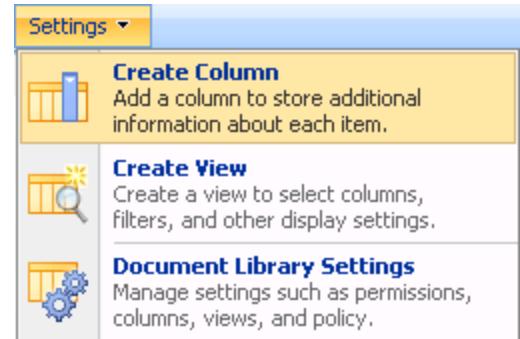 Settings
Create Column
Add a column to store additional
information about each item.
Create View
Create a view to select columns,
filters, and other display settings.
Document Library Settings
Manage settings such as permissions,
columns, views, and policy.